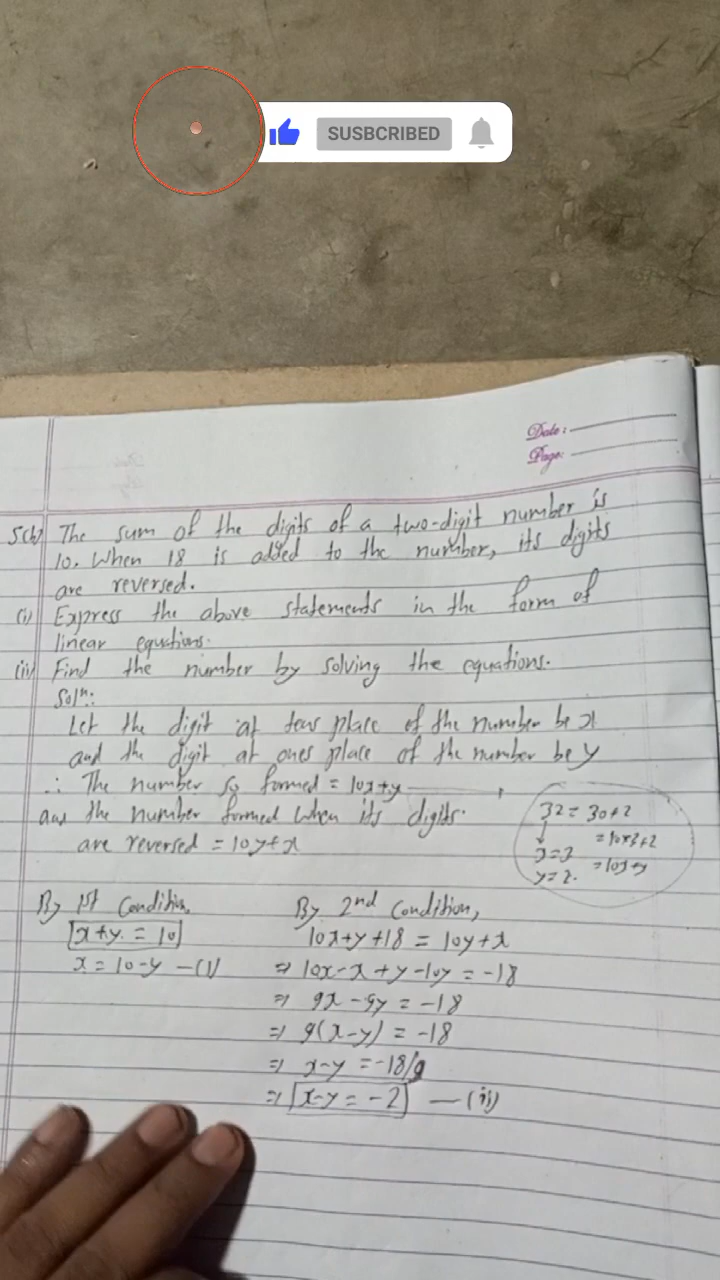 SUSBCRIBED
Date:
Page:
5(b) The sum of the digits of a two-digit number is
10. When 18 is added to the number, its digits
are reversed.
(i) Express the above statements in the form of
linear equations.
(ii) Find the number by solving the equations.
Solⁿ:
Let the digit at tens place of the number be x
and the digit at ones place of the number be y
∴ The number so formed = 10x+y
and the number formed when its digits
are reversed = 10y+x
32 = 30+2
= 10×3+2
x=3
= 10x+y
y=2.
By 1st Condition,
x+y = 10
x = 10-y —(i)
By 2nd Condition,
10x+y+18 = 10y+x
⇒ 10x-x+y-10y = -18
⇒ 9x-9y = -18
⇒ 9(x-y) = -18
⇒ x-y = -18/9
⇒ x-y = -2 —(ii)